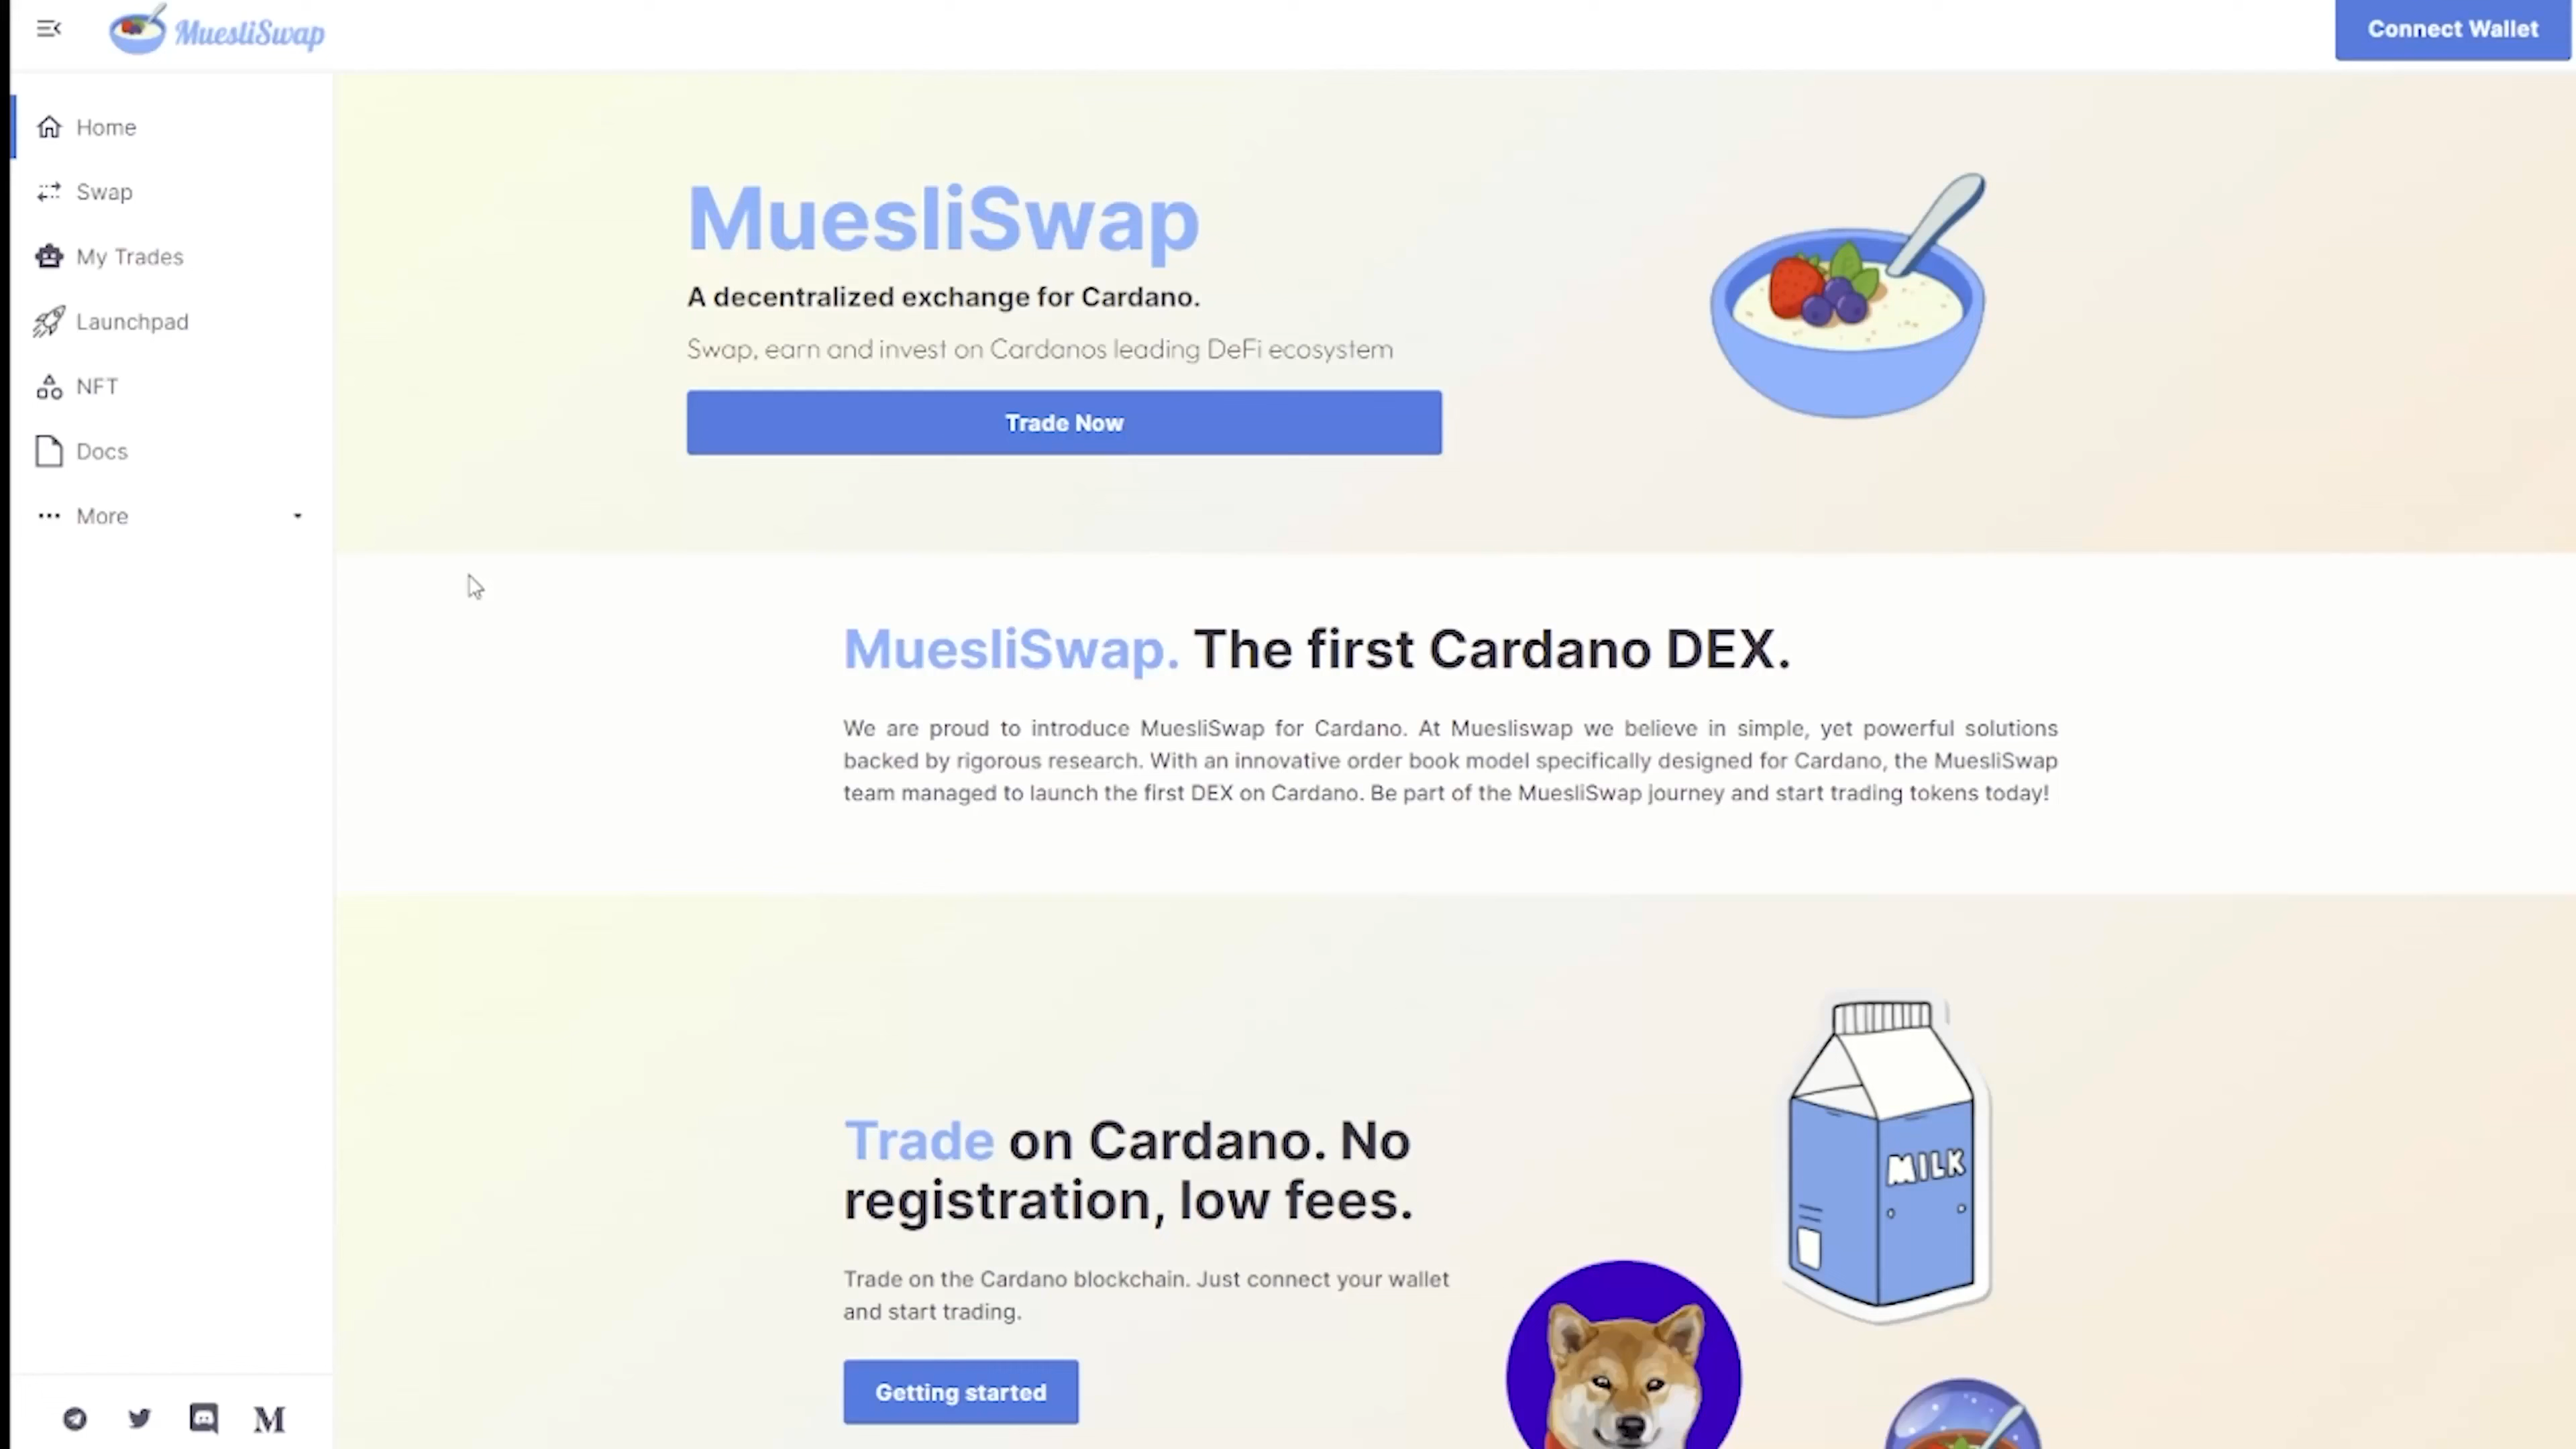 MuesliSwap
Connect Wallet
Home
Swap
My Trades
Launchpad
NFT
Docs
More
MuesliSwap
A decentralized exchange for Cardano.
Swap, earn and invest on Cardanos leading DeFi ecosystem
Trade Now
MuesliSwap. The first Cardano DEX.
We are proud to introduce MuesliSwap for Cardano. At Muesliswap we believe in simple, yet powerful solutions
backed by rigorous research. With an innovative order book model specifically designed for Cardano, the MuesliSwap
team managed to launch the first DEX on Cardano. Be part of the MuesliSwap journey and start trading tokens today!
Trade on Cardano. No
registration, low fees.
Trade on the Cardano blockchain. Just connect your wallet
and start trading.
Getting started
MILK
M